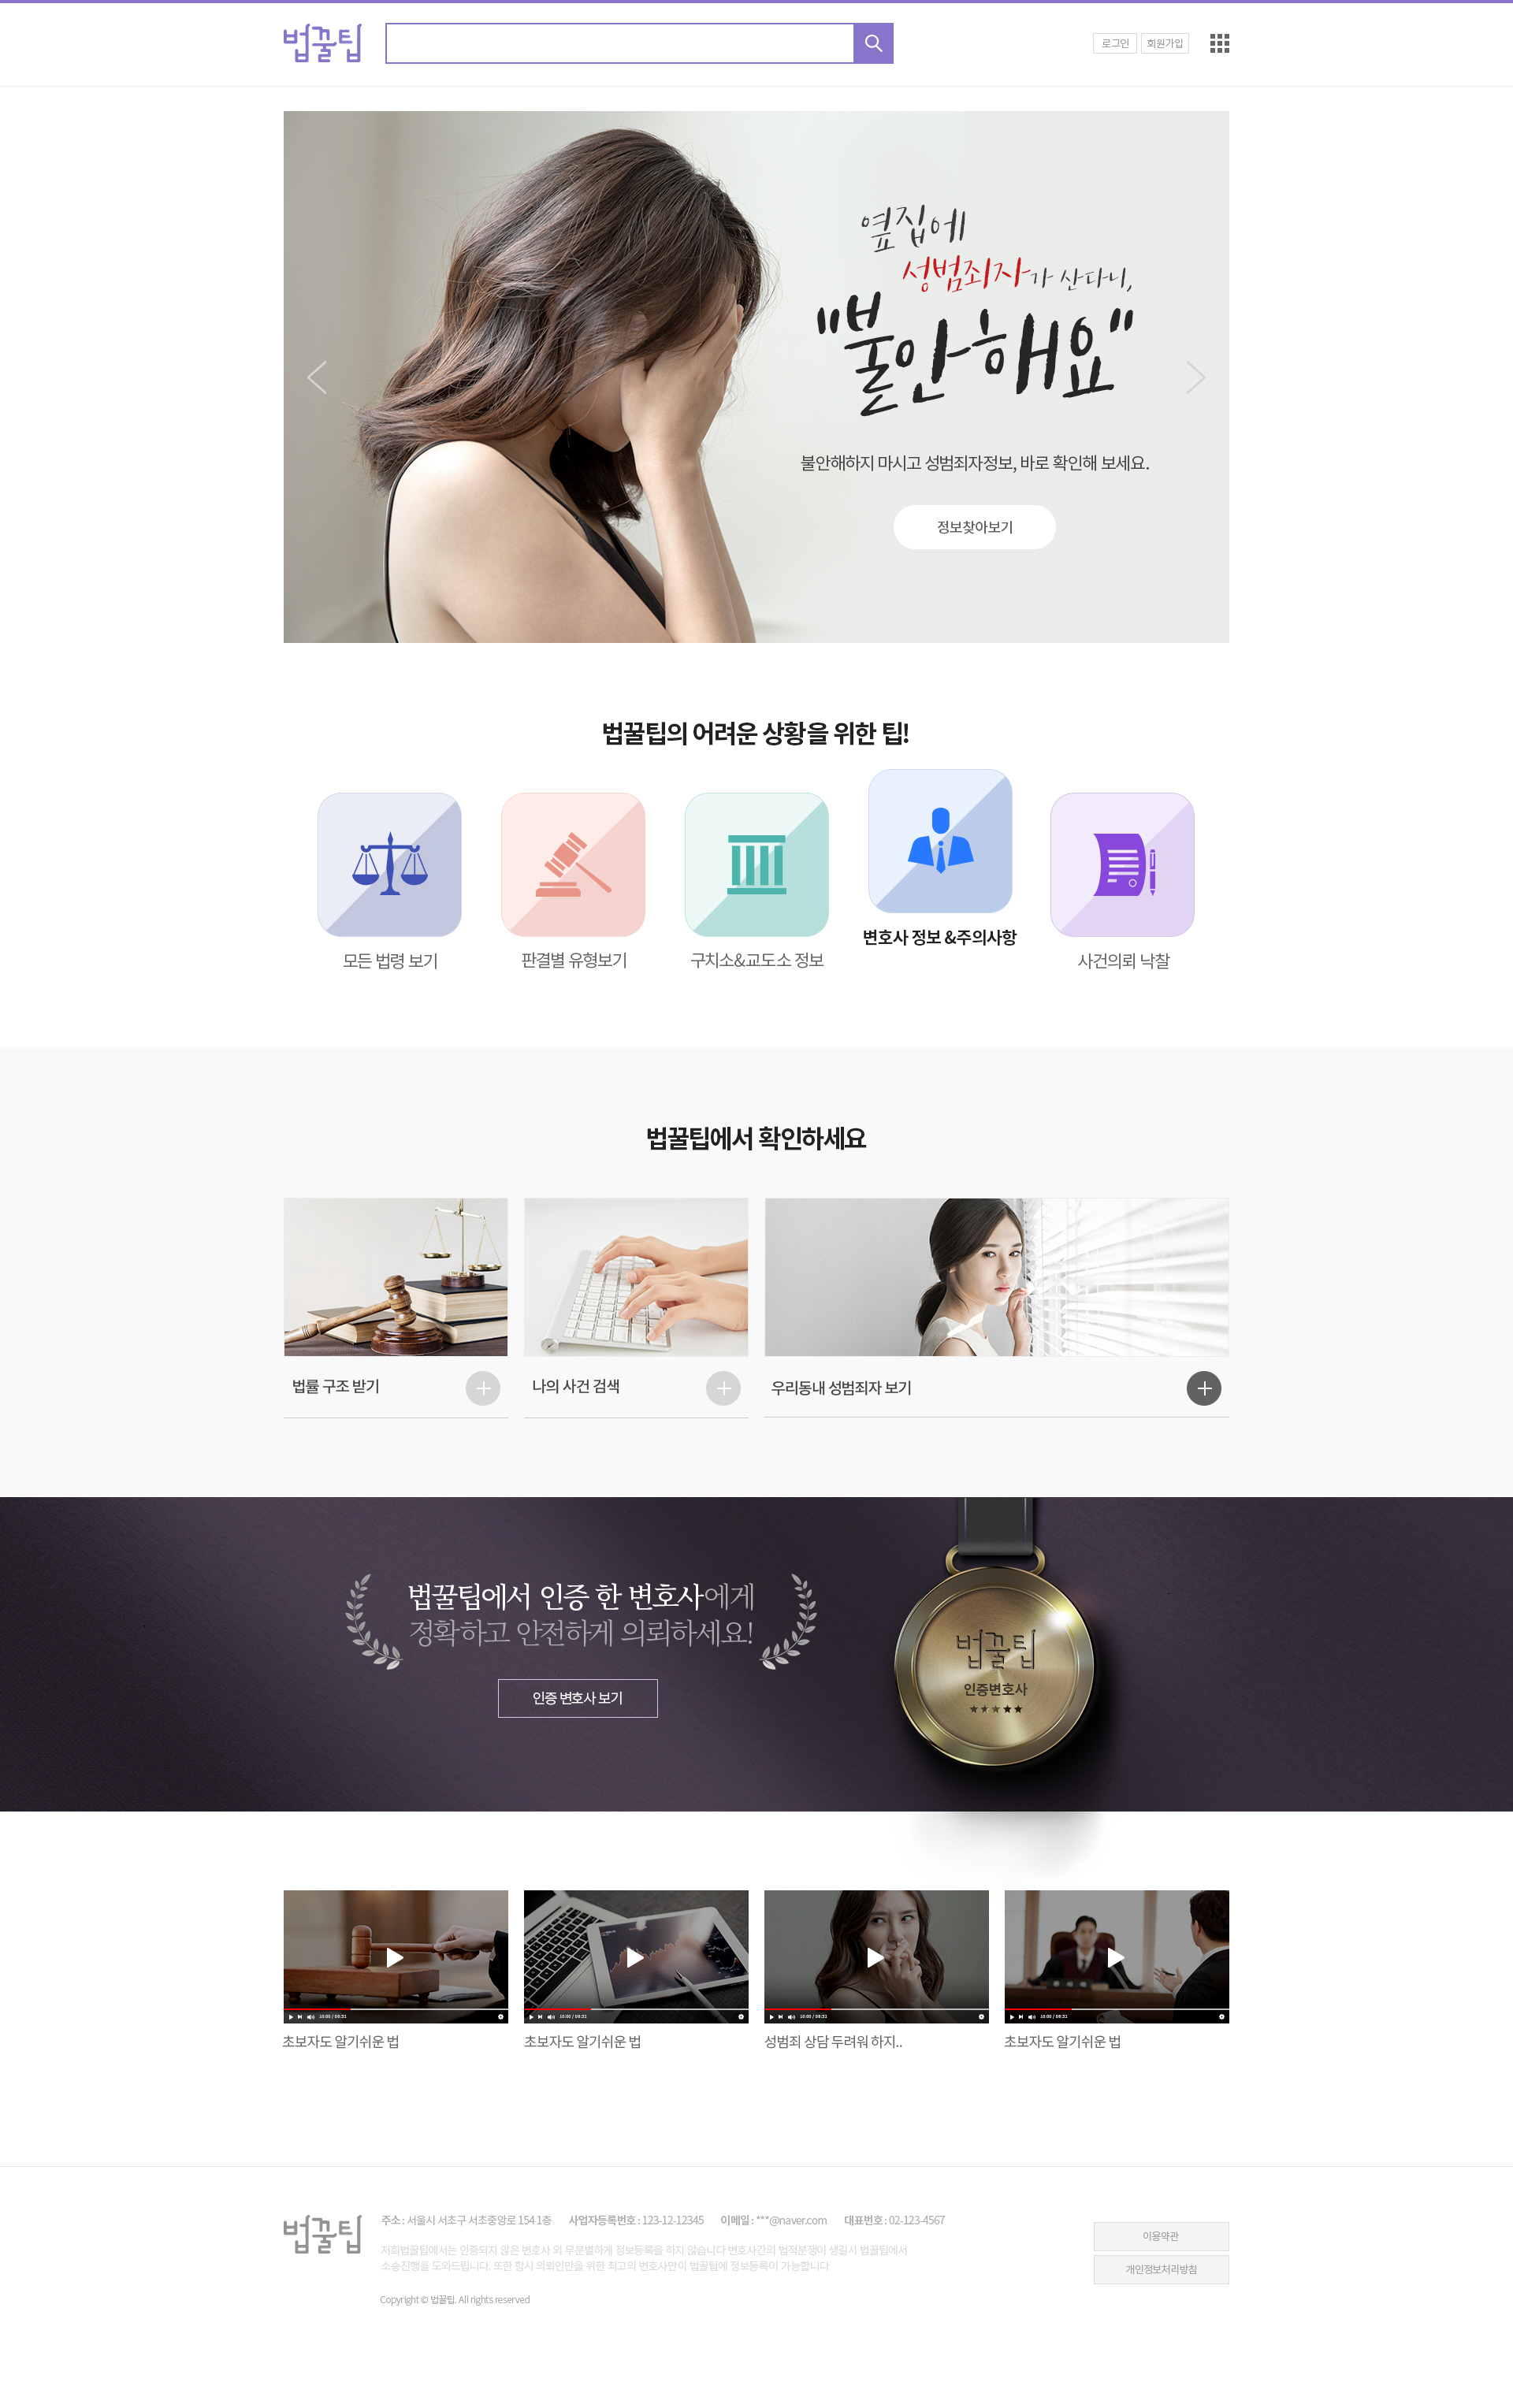 법꿀팁
로그인
회원가입
옆집에
성범죄자가 산다니,
"불안해요"
불안해하지 마시고 성범죄자정보, 바로 확인해 보세요.
정보찾아보기
법꿀팁의 어려운 상황을 위한 팁!
모든 법령 보기
판결별 유형보기
구치소&교도소 정보
변호사 정보 &주의사항
사건의뢰 낙찰
법꿀팁에서 확인하세요
법률 구조 받기
나의 사건 검색
우리동내 성범죄자 보기
법꿀팁에서 인증 한 변호사에게
정확하고 안전하게 의뢰하세요!
인증 변호사 보기
법꿀팁
인증변호사
초보자도 알기쉬운 법
초보자도 알기쉬운 법
성범죄 상담 두려워 하지..
초보자도 알기쉬운 법
법꿀팁
주소 : 서울시 서초구 서초중앙로 154 1층 사업자등록번호 : 123-12-12345 이메일 : ***@naver.com 대표번호 : 02-123-4567
저희법꿀팁에서는 인증되지 않은 변호사 외 무분별하게 정보등록을 하지 않습니다 변호사간의 법적분쟁이 생길시 법꿀팁에서
소송진행을 도와드립니다. 또한 항시 의뢰인만을 위한 최고의 변호사만이 법꿀팁에 정보등록이 가능합니다
Copyright © 법꿀팁. All rights reserved
이용약관
개인정보처리방침